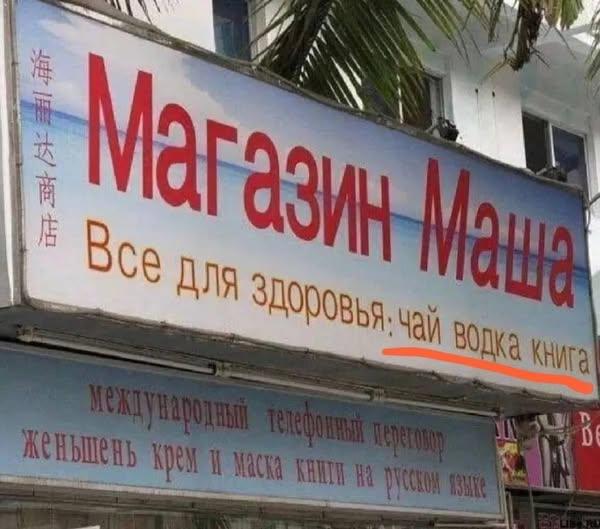 海丽达商店
Магазин Маша
Все для здоровья: чай водка книга
международный телефонный переговор
женьшень крем и маска книги на русском языке